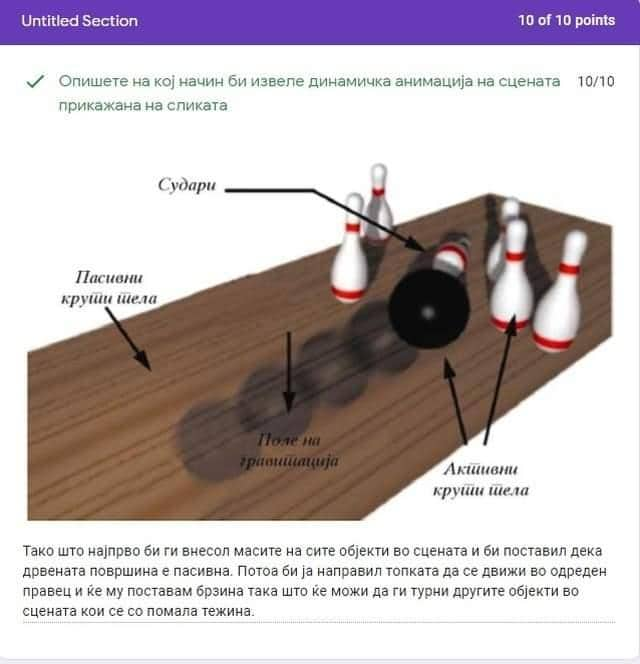 Untitled Section 10 of 10 points
Опишете на кој начин би извеле динамичка анимација на сцената 10/10
прикажана на сликата
Судари
Пасивни
крути тела
Поле на
гравитација
Активни
крути тела
Тако што најпрво би ги внесол масите на сите објекти во сцената и би поставил дека
дрвената површина е пасивна. Потоа би ја направил топката да се движи во одреден
правец и ќе му поставам брзина така што ќе можи да ги турни другите објекти во
сцената кои се со помала тежина.